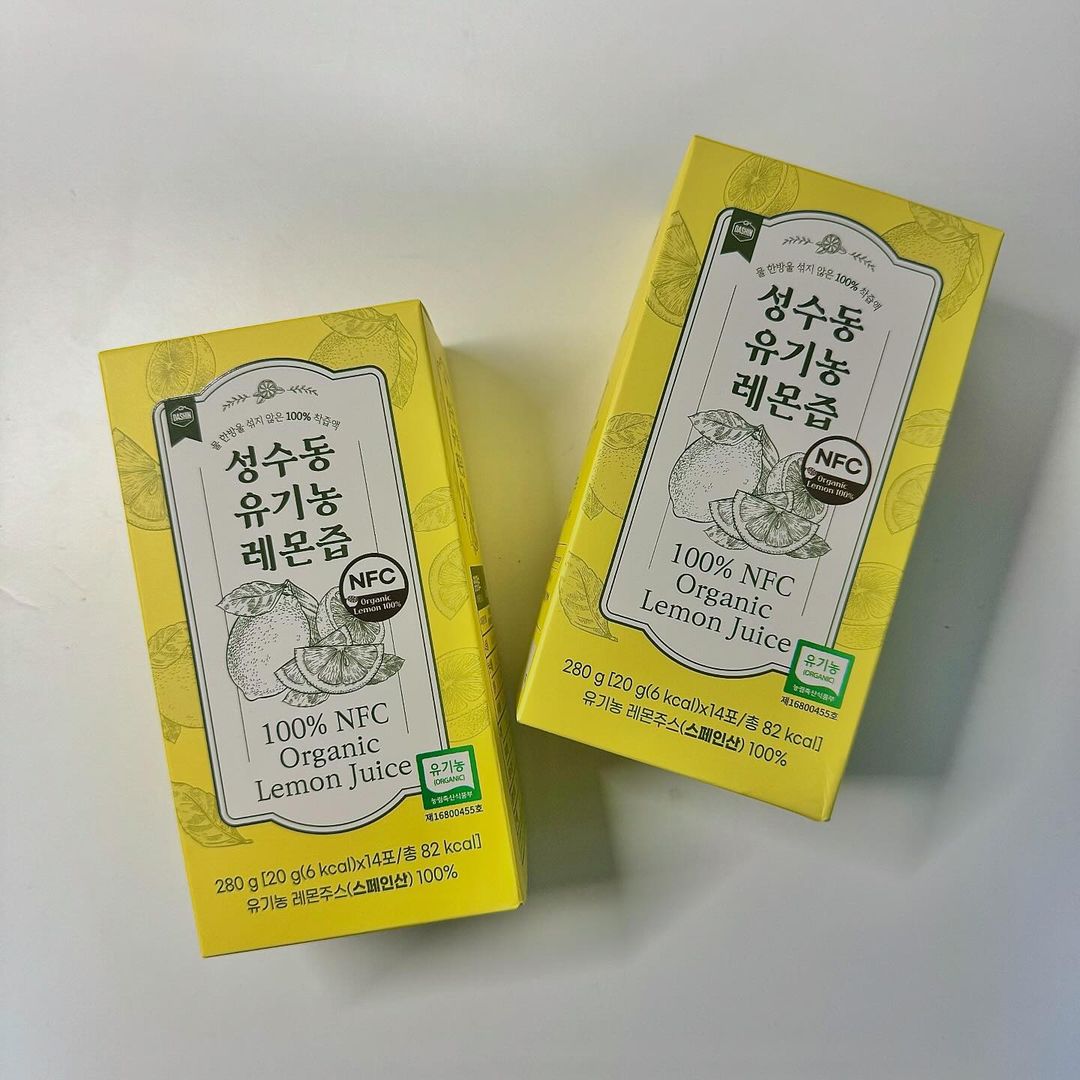 DASHIN
물 한방울 섞지 않은 100% 착즙액
성수동
유기농
레몬즙
NFC
Organic
Lemon 100%
100% NFC
Organic
Lemon Juice
유기농
(ORGANIC)
농림축산식품부
제16800455호
280 g [20 g(6 kcal)x14포/총 82 kcal]
유기농 레몬주스(스페인산) 100%
DASHIN
물 한방울 섞지 않은 100% 착즙액
성수동
유기농
레몬즙
NFC
Organic
Lemon 100%
100% NFC
Organic
Lemon Juice
유기농
(ORGANIC)
농림축산식품부
제16800455호
280 g [20 g(6 kcal)x14포/총 82 kcal]
유기농 레몬주스(스페인산) 100%